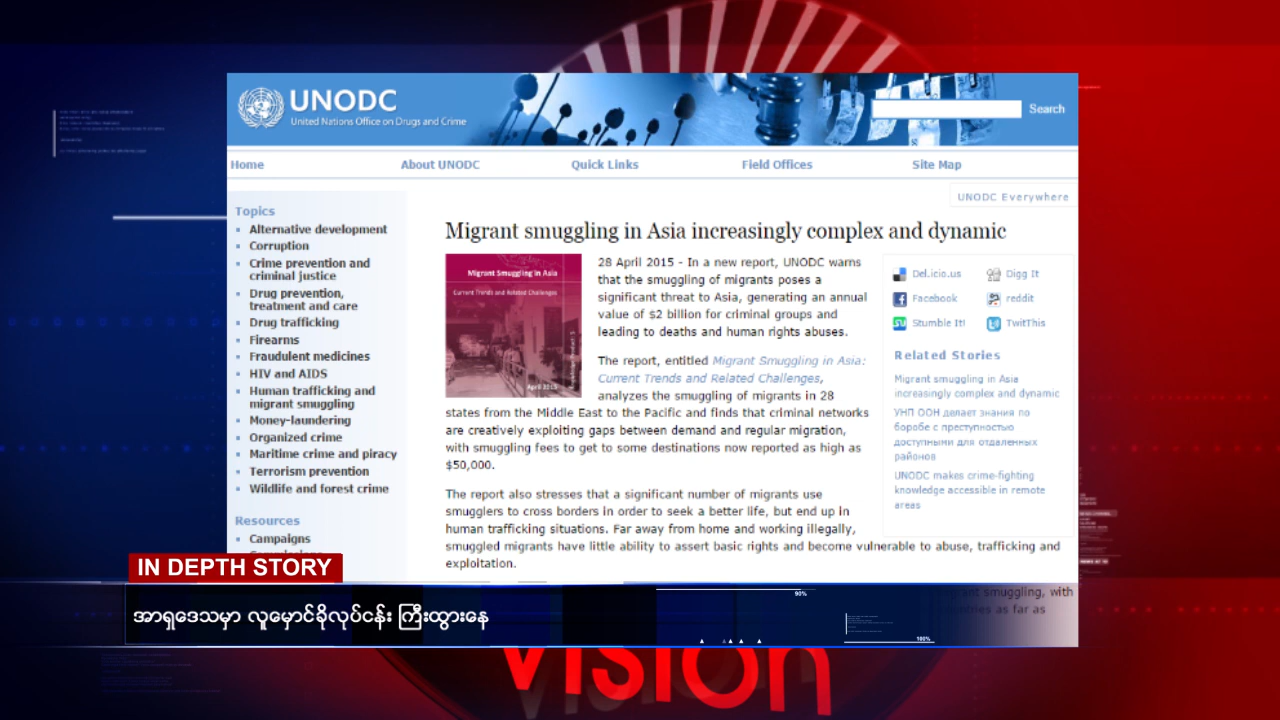 UNODC
United Nations Office on Drugs and Crime
Search
Home
About UNODC
Quick Links
Field Offices
Site Map
UNODC Everywhere
Topics
Alternative development
Corruption
Crime prevention and
criminal justice
Drug prevention,
treatment and care
Drug trafficking
Firearms
Fraudulent medicines
HIV and AIDS
Human trafficking and
migrant smuggling
Money-laundering
Organized crime
Maritime crime and piracy
Terrorism prevention
Wildlife and forest crime
Resources
Campaigns
Migrant smuggling in Asia increasingly complex and dynamic
Migrant Smuggling in Asia
Current Trends and Related Challenges
April 2015
28 April 2015 - In a new report, UNODC warns
that the smuggling of migrants poses a
significant threat to Asia, generating an annual
value of $2 billion for criminal groups and
leading to deaths and human rights abuses.
The report, entitled Migrant Smuggling in Asia:
Current Trends and Related Challenges,
analyzes the smuggling of migrants in 28
states from the Middle East to the Pacific and finds that criminal networks
are creatively exploiting gaps between demand and regular migration,
with smuggling fees to get to some destinations now reported as high as
$50,000.
The report also stresses that a significant number of migrants use
smugglers to cross borders in order to seek a better life, but end up in
human trafficking situations. Far away from home and working illegally,
smuggled migrants have little ability to assert basic rights and become vulnerable to abuse, trafficking and
exploitation.
smuggling, with
as far as
Del.icio.us
Digg It
Facebook
reddit
Stumble It!
TwitThis
Related Stories
Migrant smuggling in Asia
increasingly complex and dynamic
УНП ООН делает знания по
боробе с преступностью
доступными для отдаленных
районов
UNODC makes crime-fighting
knowledge accessible in remote
areas
IN DEPTH STORY
အာရှဒေသမှာ လူမှောင်ခိုလုပ်ငန်း ကြီးထွားနေ
90%
100%
VISION